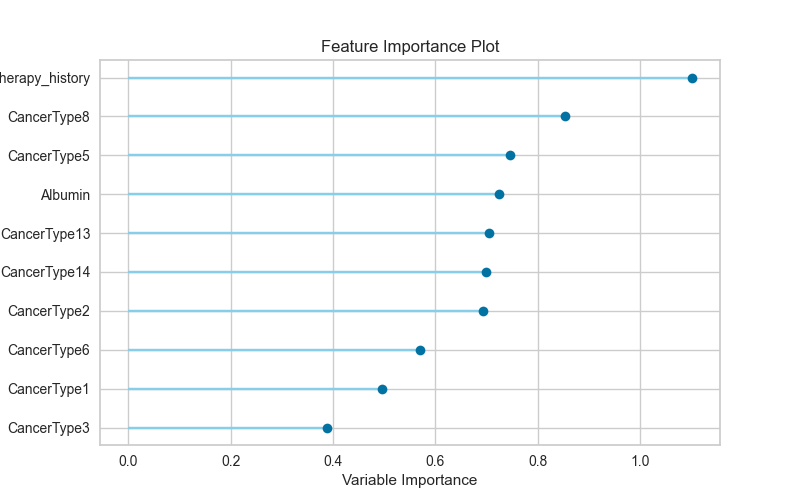 Feature Importance Plot
herapy_history
CancerType8
CancerType5
Albumin
CancerType13
CancerType14
CancerType2
CancerType6
CancerType1
CancerType3
0.0 0.2 0.4 0.6 0.8 1.0
Variable Importance